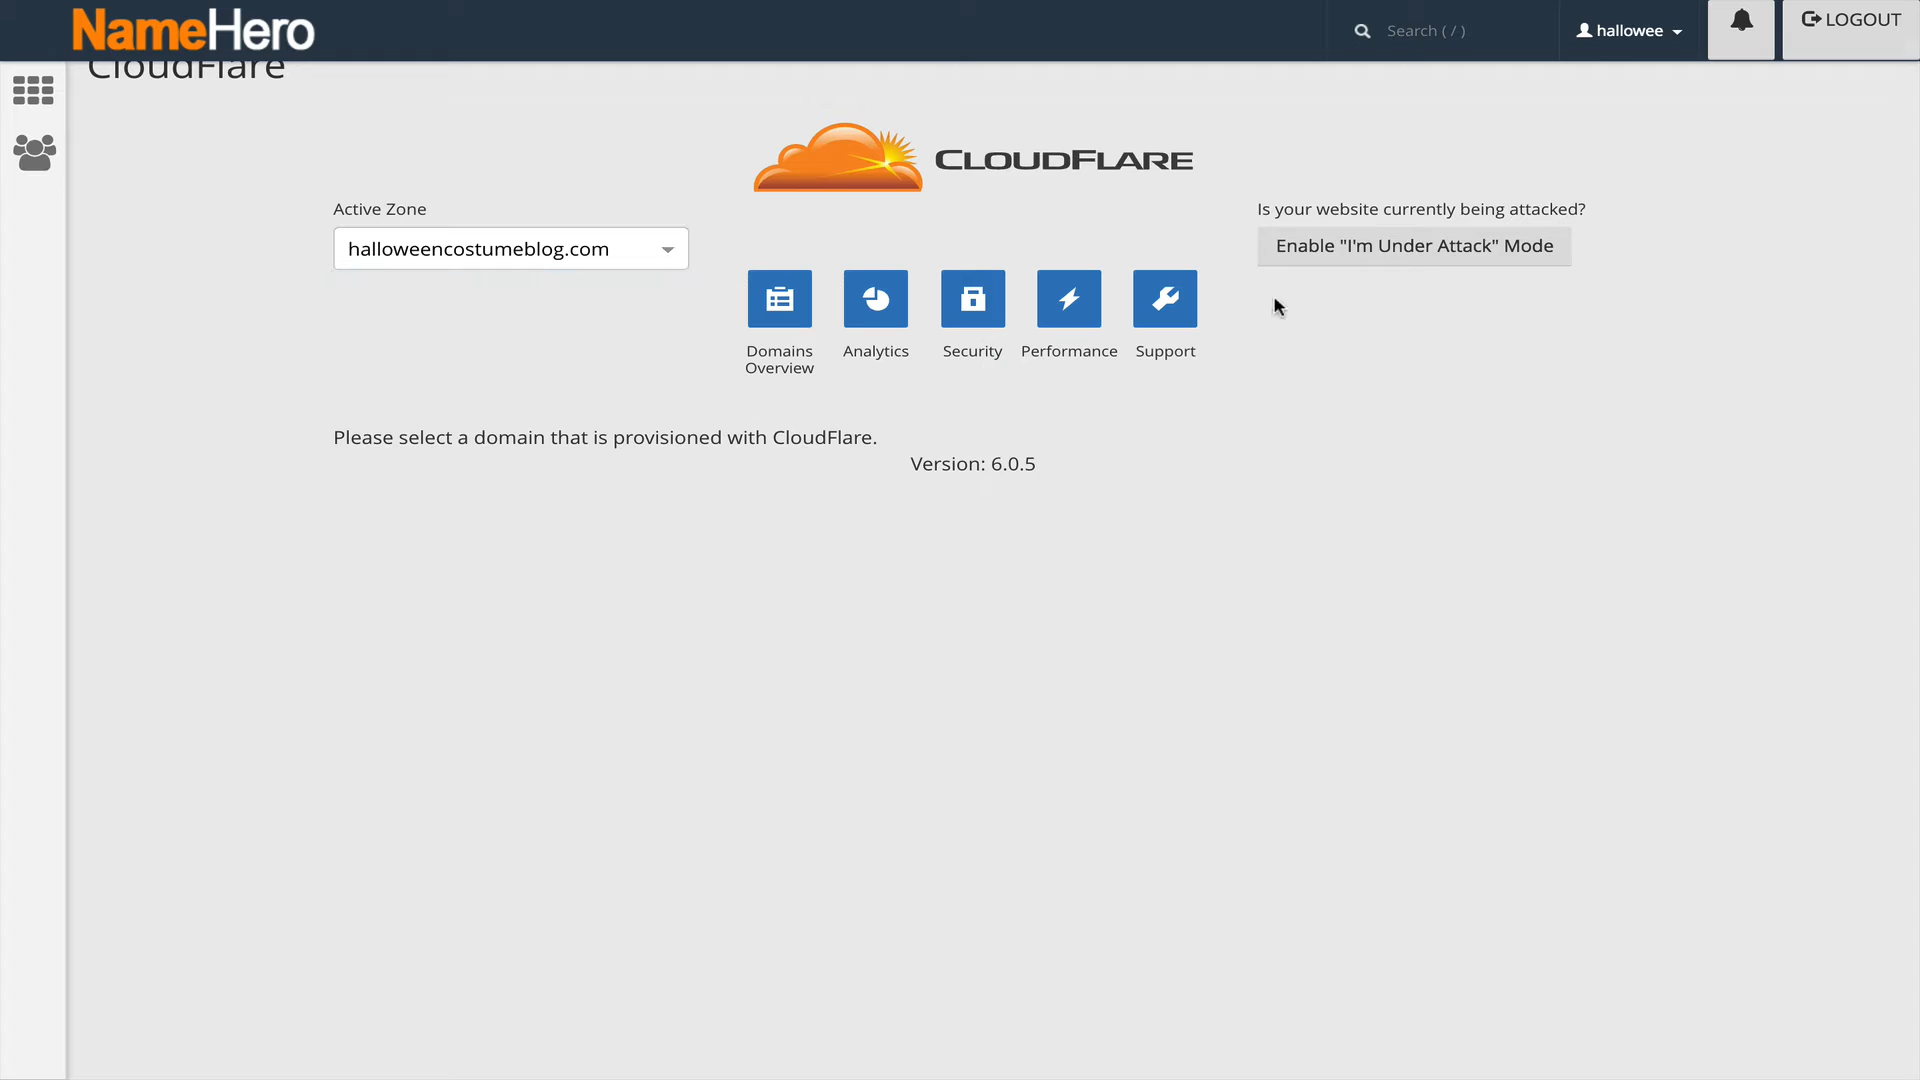 NameHero
Search ( / )
hallowee
LOGOUT
CloudFlare
CLOUDFLARE
Active Zone
halloweencostumeblog.com
Is your website currently being attacked?
Enable "I'm Under Attack" Mode
Domains
Overview
Analytics
Security
Performance
Support
Please select a domain that is provisioned with CloudFlare.
Version: 6.0.5